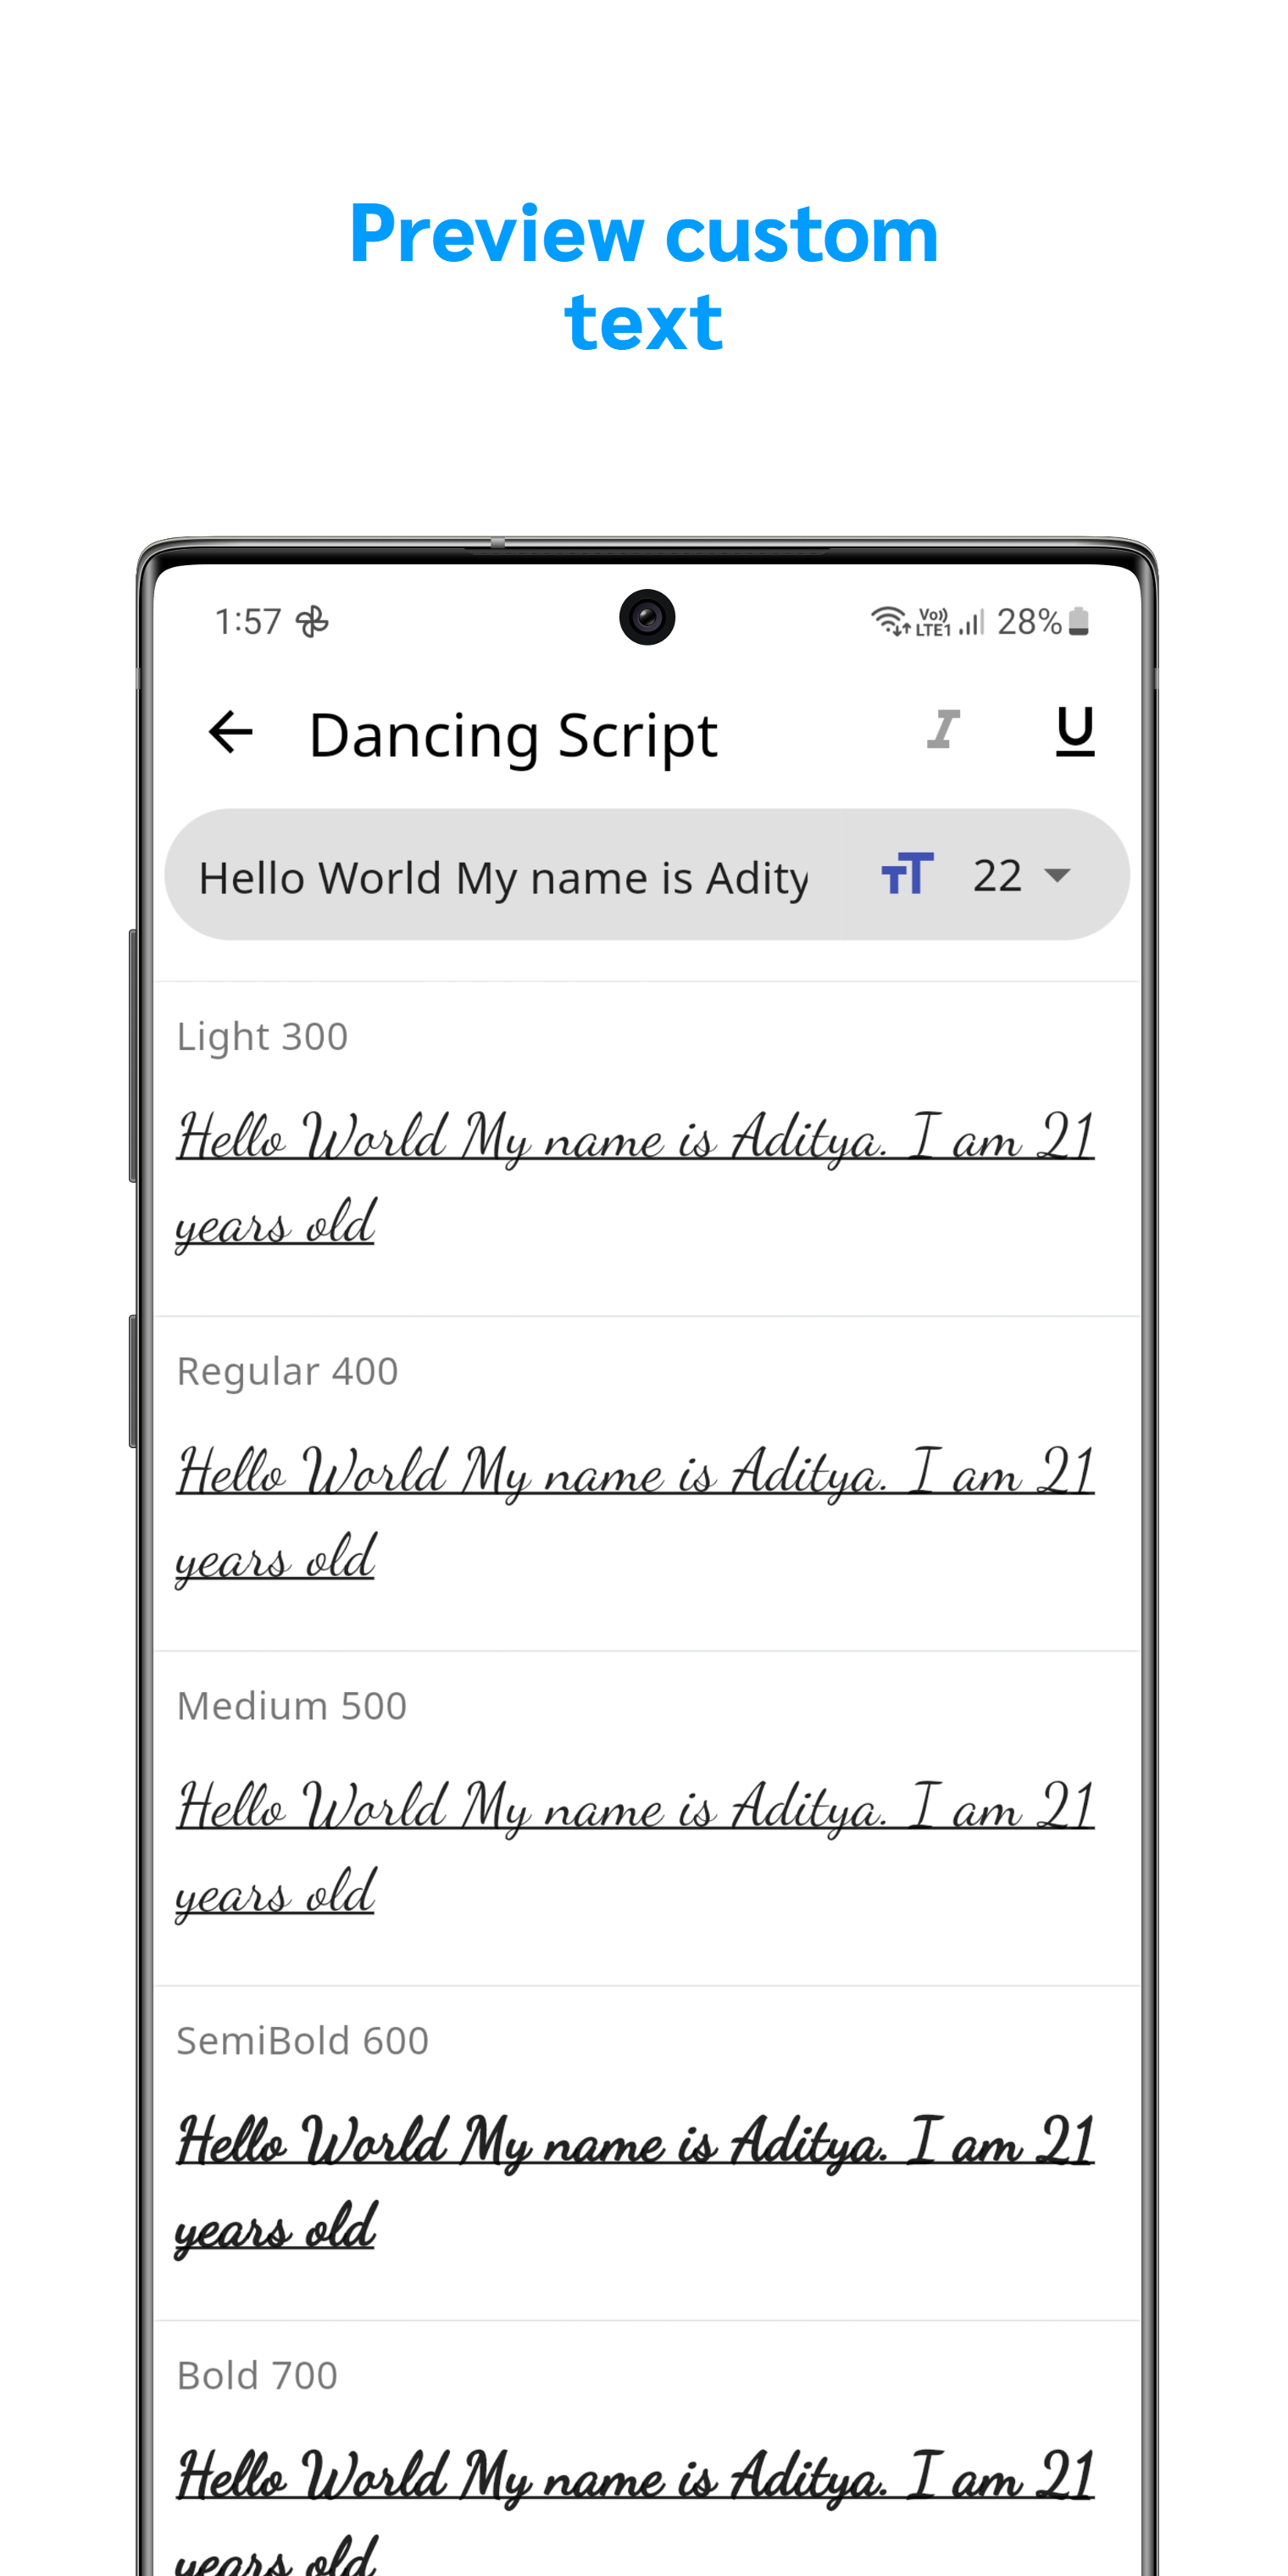 Preview custom
text
1:57
Vo))
LTE1
28%
Dancing Script
I
U
Hello World My name is Adity
TT
22
Light 300
Hello World My name is Aditya. I am 21
years old
Regular 400
Hello World My name is Aditya. I am 21
years old
Medium 500
Hello World My name is Aditya. I am 21
years old
SemiBold 600
Hello World My name is Aditya. I am 21
years old
Bold 700
Hello World My name is Aditya. I am 21
years old